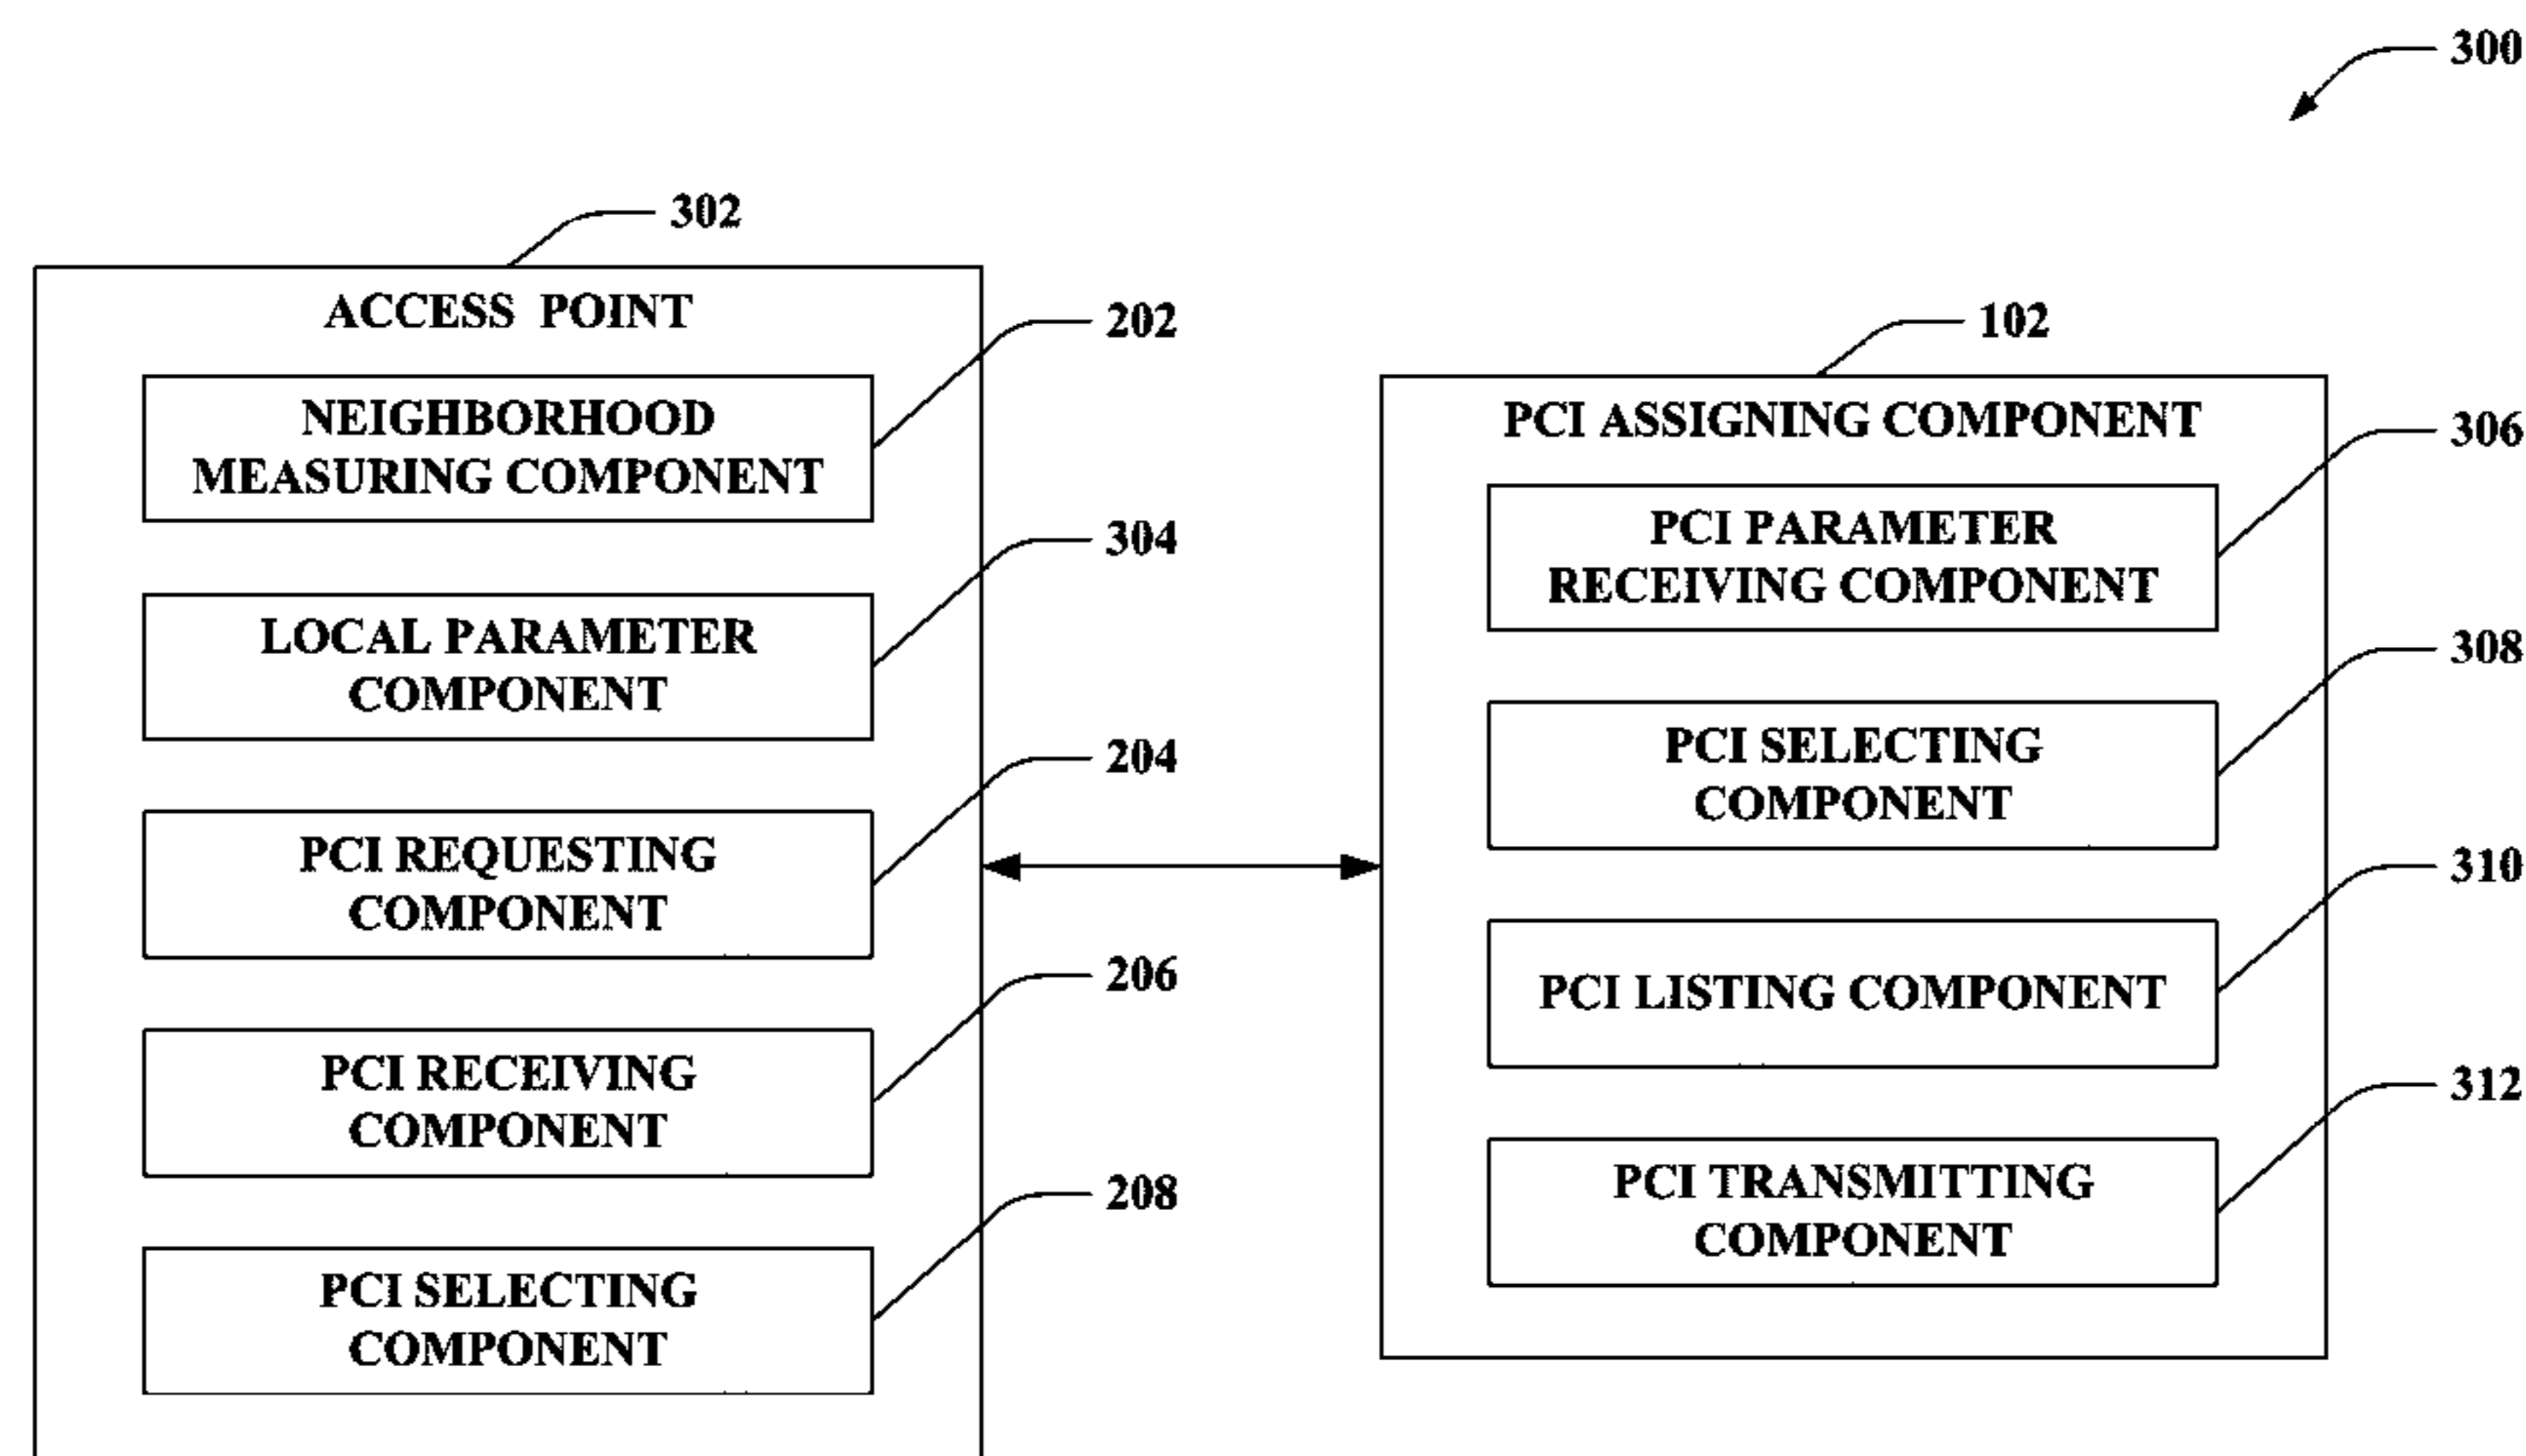 300
302
ACCESS POINT
202
NEIGHBORHOOD
MEASURING COMPONENT
304
LOCAL PARAMETER
COMPONENT
204
PCI REQUESTING
COMPONENT
206
PCI RECEIVING
COMPONENT
208
PCI SELECTING
COMPONENT
102
PCI ASSIGNING COMPONENT
306
PCI PARAMETER
RECEIVING COMPONENT
308
PCI SELECTING
COMPONENT
310
PCI LISTING COMPONENT
312
PCI TRANSMITTING
COMPONENT